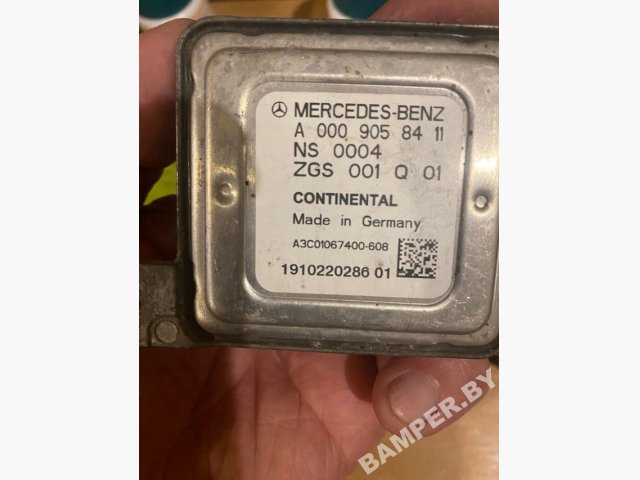 MERCEDES-BENZ
A 000 905 84 11
NS 0004
ZGS 001 Q 01
CONTINENTAL
Made in Germany
A3C01067400-608
1910220286 01
BAMPER.BY